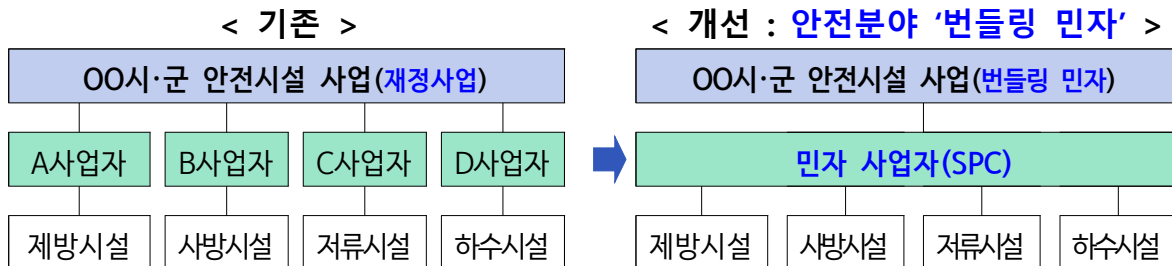 < 기존 >
< 개선 : 안전분야 ‘번들링 민자’ >
OO시·군 안전시설 사업(재정사업)
OO시·군 안전시설 사업(번들링 민자)
A사업자
B사업자
C사업자
D사업자
민자 사업자(SPC)
제방시설
사방시설
저류시설
하수시설
제방시설
사방시설
저류시설
하수시설